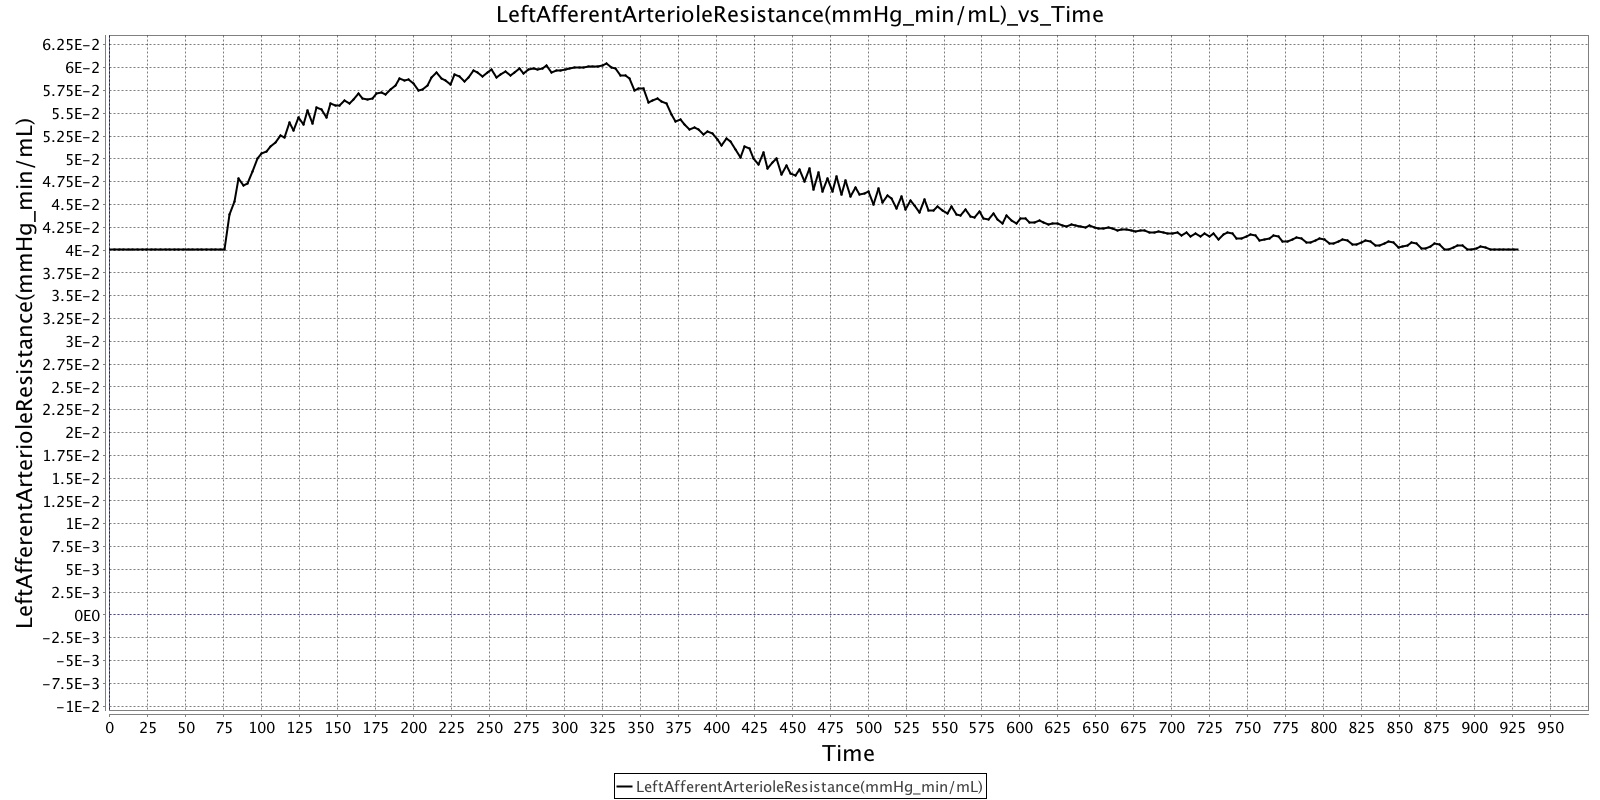 LeftAfferentArterioleResistance(mmHg_min/mL)_vs_Time
LeftAfferentArterioleResistance(mmHg_min/mL)
6.25E-2
6E-2
5.75E-2
5.5E-2
5.25E-2
5E-2
4.75E-2
4.5E-2
4.25E-2
4E-2
3.75E-2
3.5E-2
3.25E-2
3E-2
2.75E-2
2.5E-2
2.25E-2
2E-2
1.75E-2
1.5E-2
1.25E-2
1E-2
7.5E-3
5E-3
2.5E-3
0E0
-2.5E-3
-5E-3
-7.5E-3
-1E-2
0 25 50 75 100 125 150 175 200 225 250 275 300 325 350 375 400 425 450 475 500 525 550 575 600 625 650 675 700 725 750 775 800 825 850 875 900 925 950
Time
LeftAfferentArterioleResistance(mmHg_min/mL)